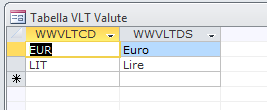 Tabella VLT Valute
WWVLTCD WWVLTDS
EUR Euro
LIT Lire